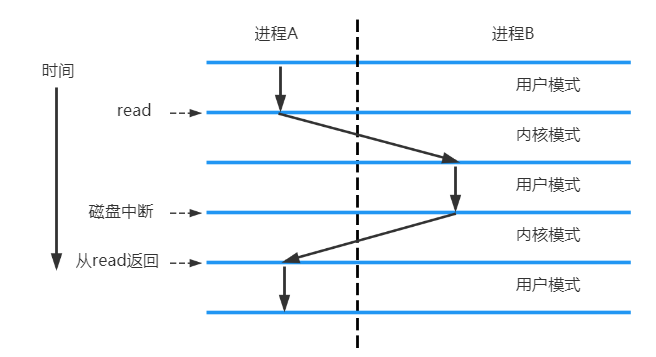 进程A
进程B
时间
用户模式
read
内核模式
用户模式
磁盘中断
内核模式
从read返回
用户模式